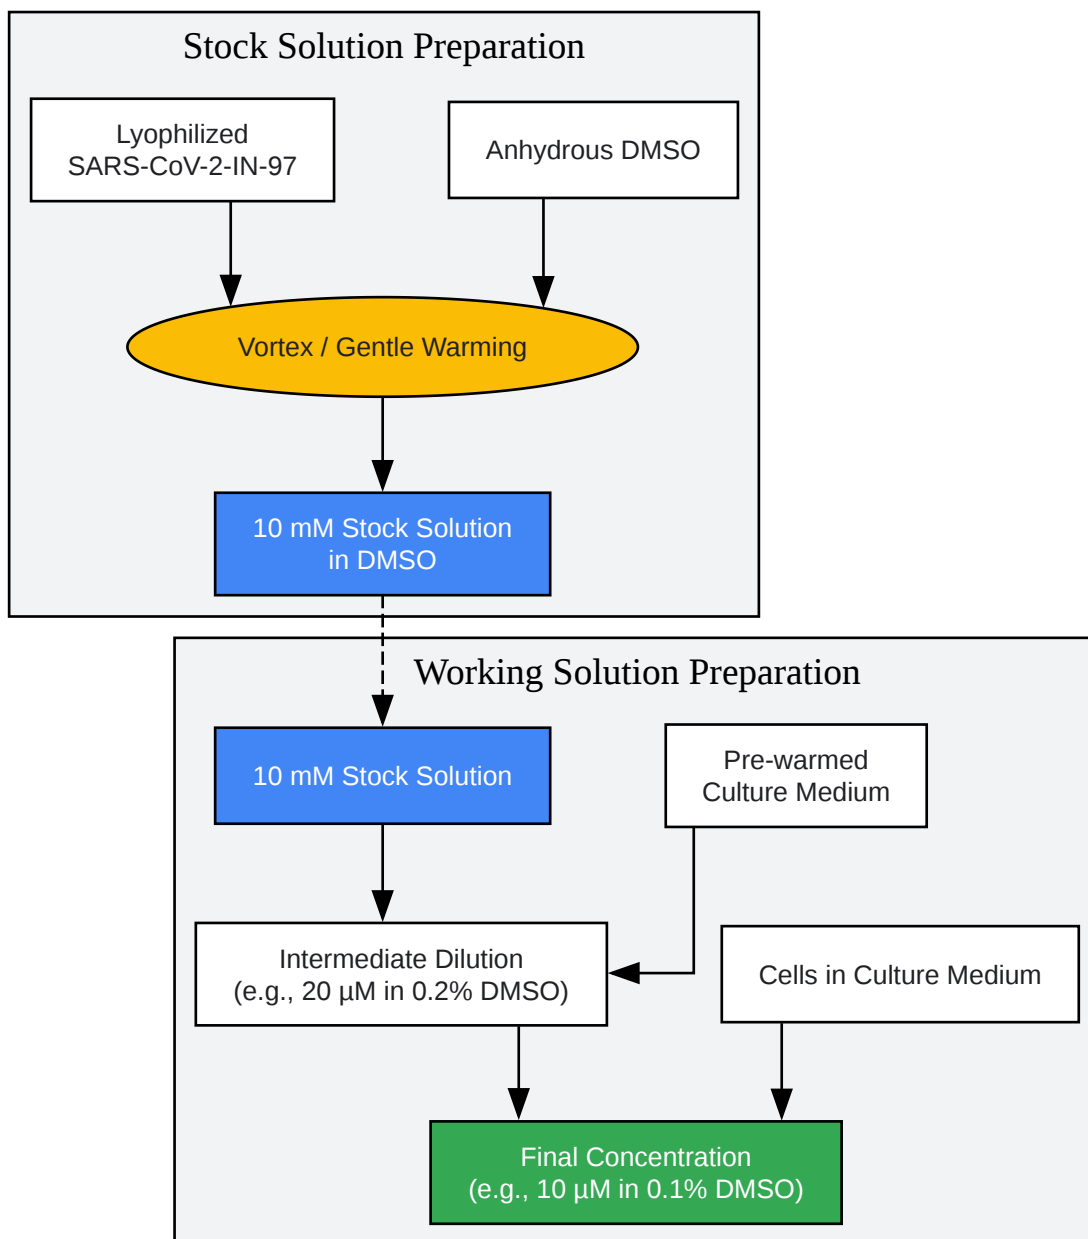 Stock Solution Preparation
Lyophilized
SARS-CoV-2-IN-97
Anhydrous DMSO
Vortex / Gentle Warming
10 mM Stock Solution
in DMSO
Working Solution Preparation
10 mM Stock Solution
Pre-warmed
Culture Medium
Intermediate Dilution
(e.g., 20 µM in 0.2% DMSO)
Cells in Culture Medium
Final Concentration
(e.g., 10 µM in 0.1% DMSO)